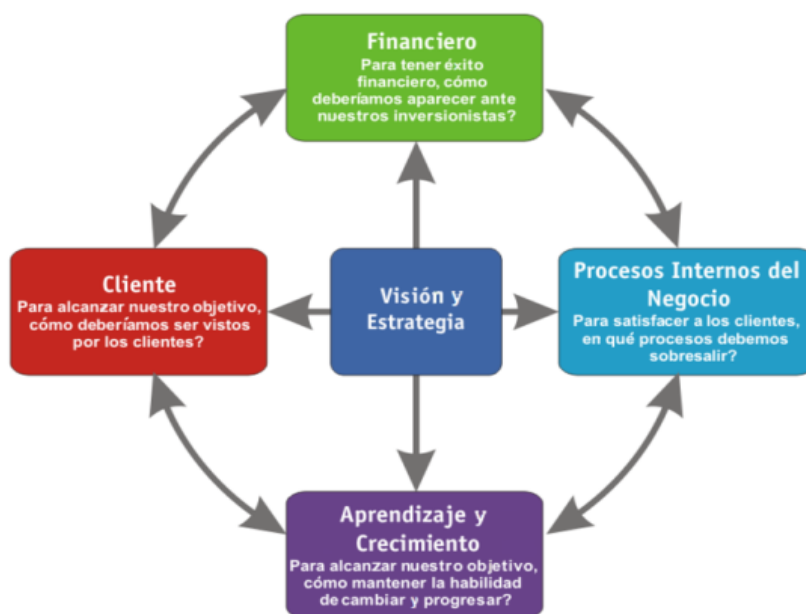 Financiero
Para tener éxito
financiero, cómo
deberíamos aparecer ante
nuestros inversionistas?
Cliente
Para alcanzar nuestro objetivo,
cómo deberíamos ser vistos
por los clientes?
Visión y
Estrategia
Procesos Internos del
Negocio
Para satisfacer a los clientes,
en qué procesos debemos
sobresalir?
Aprendizaje y
Crecimiento
Para alcanzar nuestro objetivo,
cómo mantener la habilidad
de cambiar y progresar?